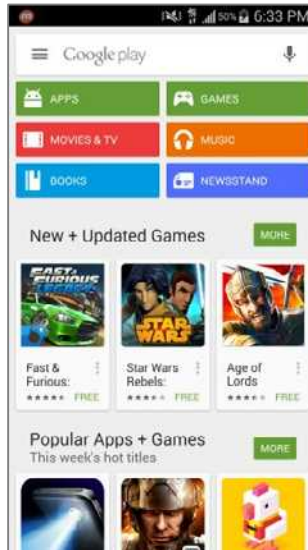 50% 6:33 PM
Google play
APPS GAMES
MOVIES & TV MUSIC
BOOKS NEWSSTAND
New + Updated Games MORE
FAST & FURIOUS LEGACY STAR WARS
Fast & Furious: Star Wars Rebels: Age of Lords
FREE FREE FREE
Popular Apps + Games MORE
This week's hot titles